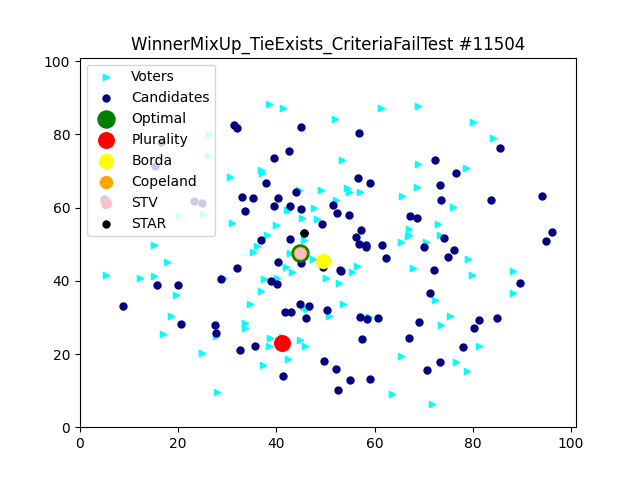 WinnerMixUp_TieExists_CriteriaFailTest #11504
100
80
60
40
20
0
Voters
Candidates
Optimal
Plurality
Borda
Copeland
STV
STAR
0 20 40 60 80 100